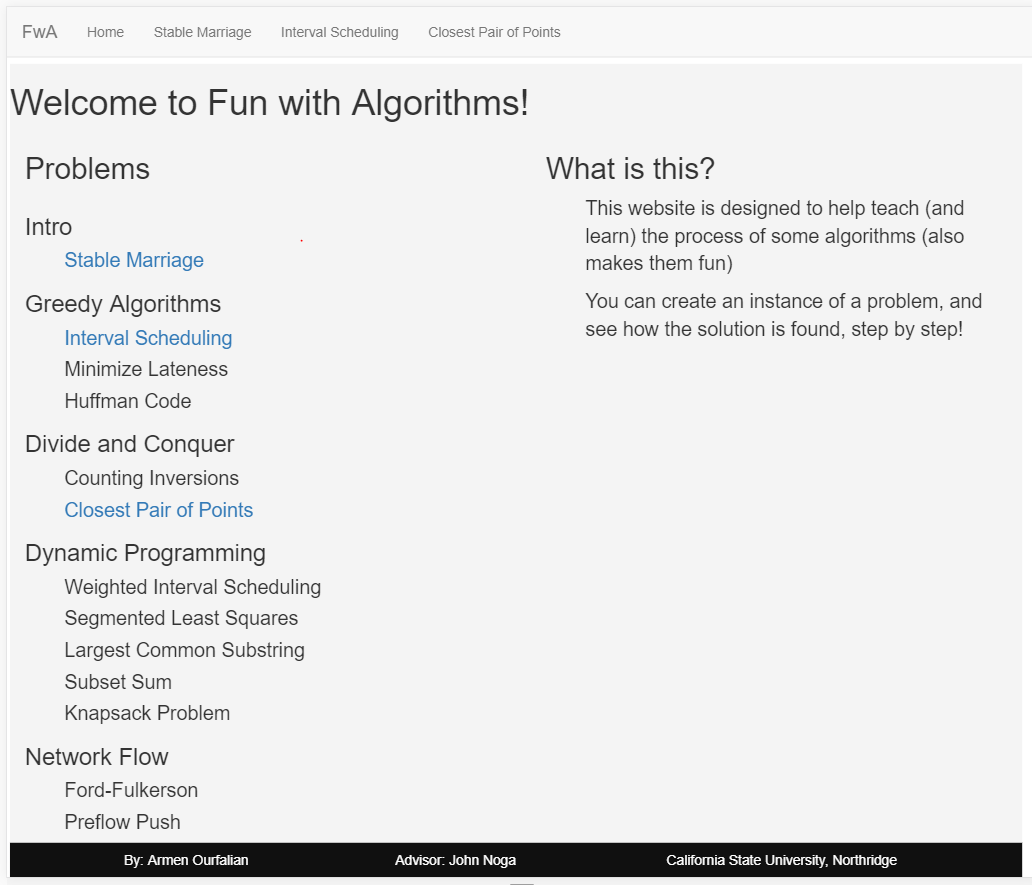 FwA Home Stable Marriage Interval Scheduling Closest Pair of Points
Welcome to Fun with Algorithms!
Problems
Intro
Stable Marriage
Greedy Algorithms
Interval Scheduling
Minimize Lateness
Huffman Code
Divide and Conquer
Counting Inversions
Closest Pair of Points
Dynamic Programming
Weighted Interval Scheduling
Segmented Least Squares
Largest Common Substring
Subset Sum
Knapsack Problem
Network Flow
Ford-Fulkerson
Preflow Push
What is this?
This website is designed to help teach (and
learn) the process of some algorithms (also
makes them fun)
You can create an instance of a problem, and
see how the solution is found, step by step!
By: Armen Ourfalian Advisor: John Noga California State University, Northridge